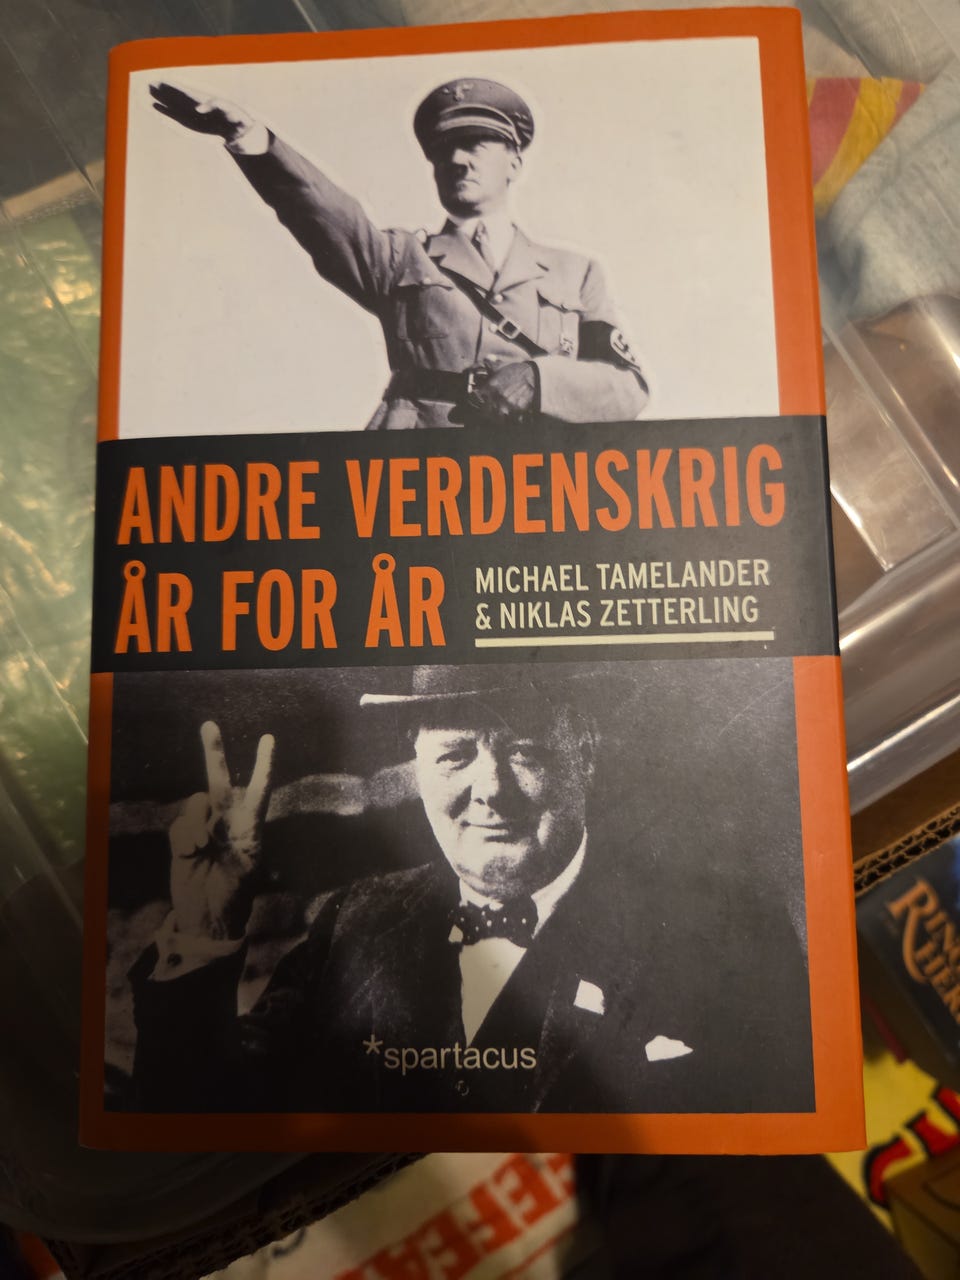 ANDRE VERDENSKRIG
ÅR FOR ÅR
MICHAEL TAMELANDER
& NIKLAS ZETTERLING
*spartacus